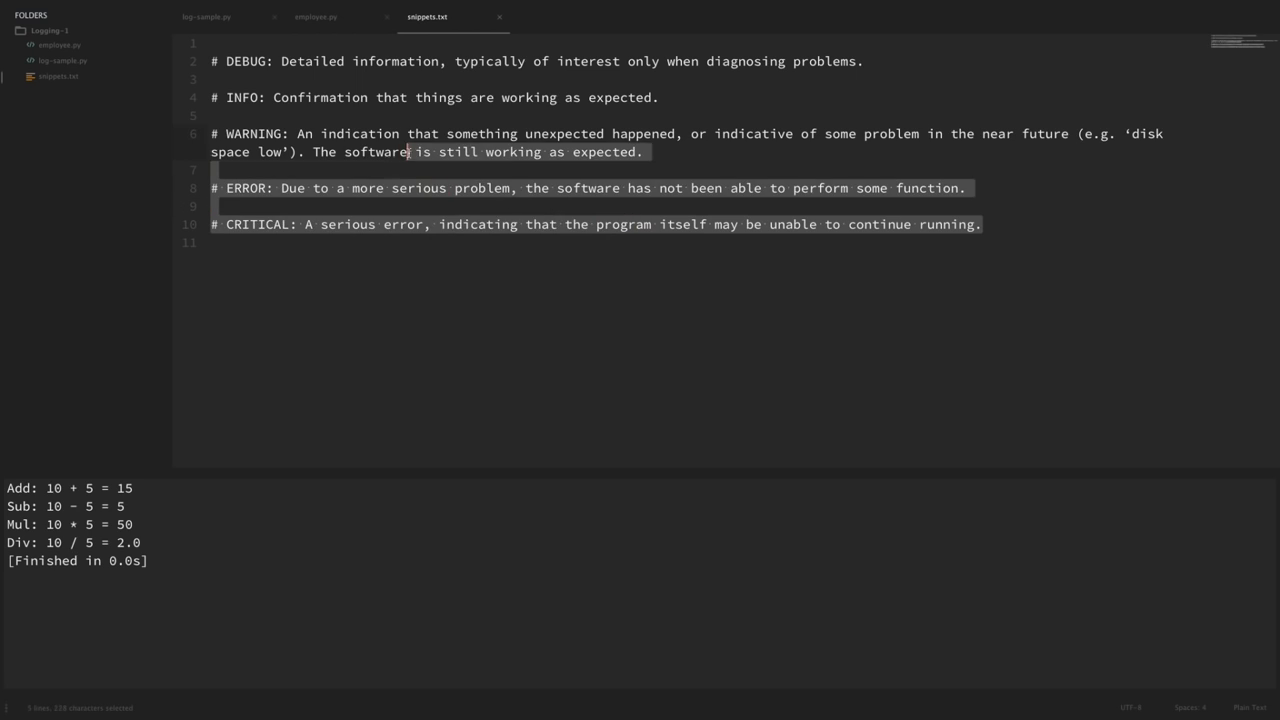 FOLDERS
Logging-1
employee.py
log-sample.py
snippets.txt
log-sample.py × employee.py × snippets.txt ×
1
2 # DEBUG: Detailed information, typically of interest only when diagnosing problems.
3
4 # INFO: Confirmation that things are working as expected.
5
6 # WARNING: An indication that something unexpected happened, or indicative of some problem in the near future (e.g. ‘disk
space low’). The software is still working as expected.
7
8 # ERROR: Due to a more serious problem, the software has not been able to perform some function.
9
10 # CRITICAL: A serious error, indicating that the program itself may be unable to continue running.
11
Add: 10 + 5 = 15
Sub: 10 - 5 = 5
Mul: 10 * 5 = 50
Div: 10 / 5 = 2.0
[Finished in 0.0s]
5 lines, 238 characters selected
UTF-8 Spaces: 4 Plain Text